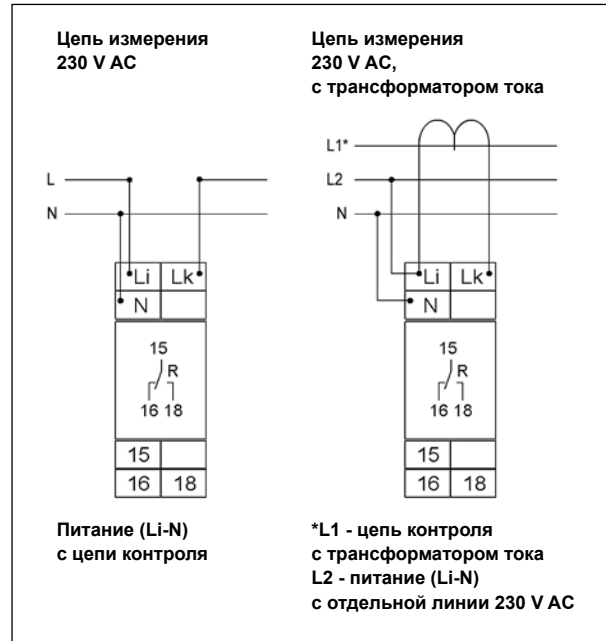 Цепь измерения
230 V AC
L
N
Li Lk
N
15
R
16 18
15
16 18
Питание (Li-N)
с цепи контроля
Цепь измерения
230 V AC,
с трансформатором тока
L1*
L2
N
Li Lk
N
15
R
16 18
15
16 18
*L1 - цепь контроля
с трансформатором тока
L2 - питание (Li-N)
с отдельной линии 230 V AC